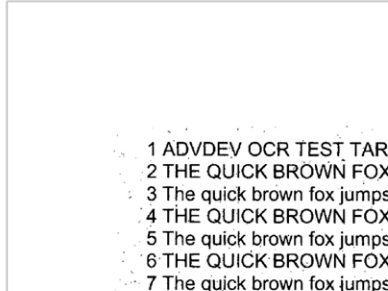 1 ADVDEV OCR TEST TAR
2 THE QUICK BROWN FOX
3 The quick brown fox jumps
4 THE QUICK BROWN FOX
5 The quick brown fox jumps
6 THE QUICK BROWN FOX
7 The quick brown fox jumps